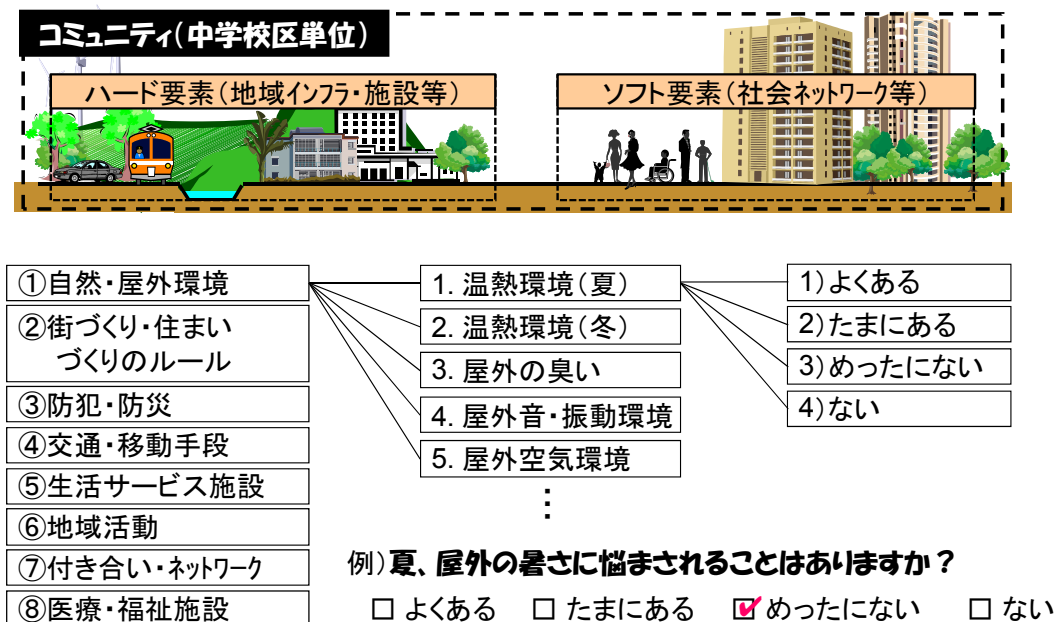 コミュニティ(中学校区単位)
ハード要素(地域インフラ・施設等)
ソフト要素(社会ネットワーク等)
①自然・屋外環境
②街づくり・住まい
づくりのルール
③防犯・防災
④交通・移動手段
⑤生活サービス施設
⑥地域活動
⑦付き合い・ネットワーク
⑧医療・福祉施設
1. 温熱環境(夏)
2. 温熱環境(冬)
3. 屋外の臭い
4. 屋外音・振動環境
5. 屋外空気環境
⋮
1)よくある
2)たまにある
3)めったにない
4)ない
例)夏、屋外の暑さに悩まされることはありますか？
□ よくある □ たまにある ☑ めったにない □ ない